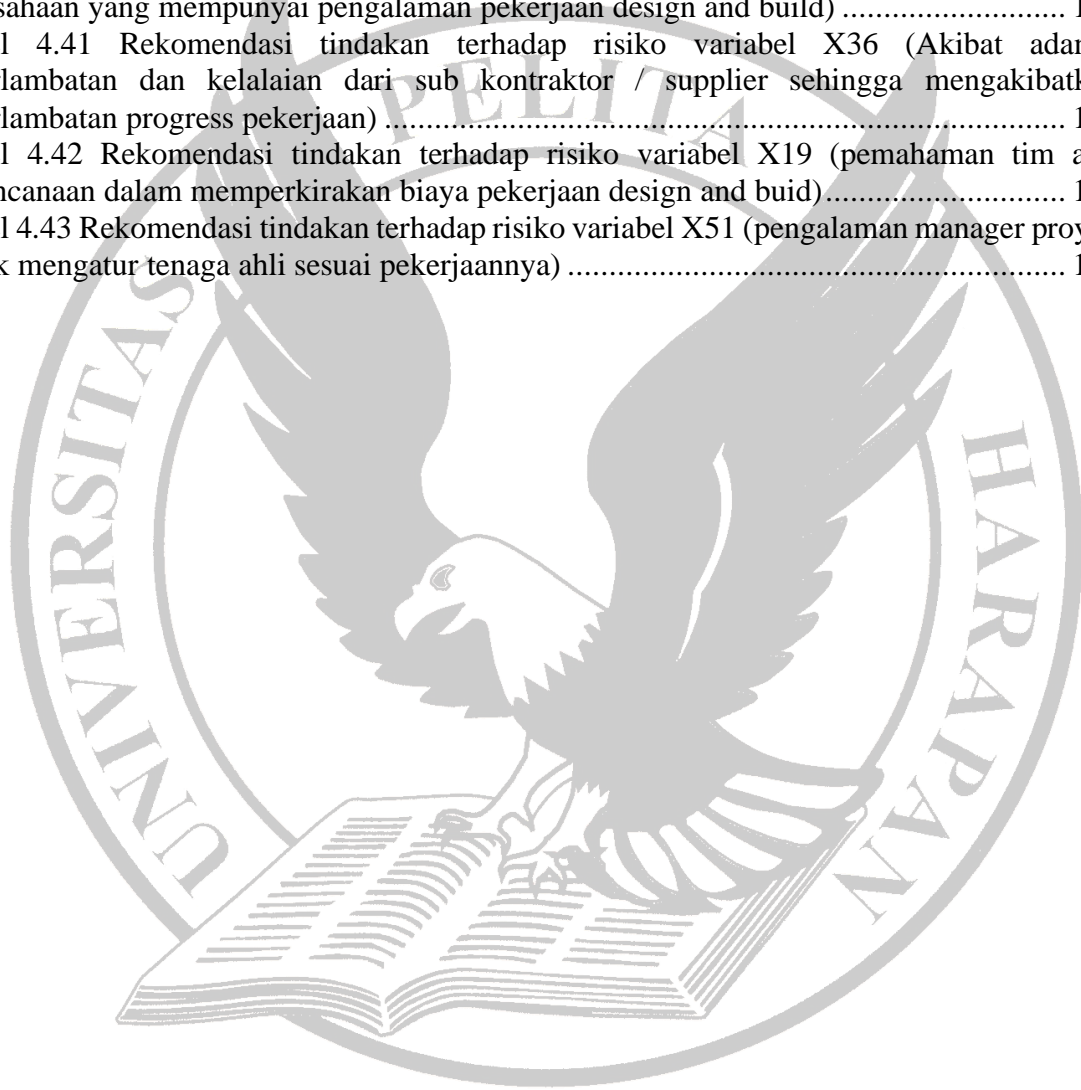 sahaan yang mempunyai pengalaman pekerjaan design and build) .......................... 1
l 4.41 Rekomendasi tindakan terhadap risiko variabel X36 (Akibat adan
lambatan dan kelalaian dari sub kontraktor / supplier sehingga mengakibatk
lambatan progress pekerjaan) ................................................................................ 1
l 4.42 Rekomendasi tindakan terhadap risiko variabel X19 (pemahaman tim a
ncanaan dalam memperkirakan biaya pekerjaan design and buid)............................ 1
l 4.43 Rekomendasi tindakan terhadap risiko variabel X51 (pengalaman manager proy
k mengatur tenaga ahli sesuai pekerjaannya) .......................................................... 1
UNIVERSITAS
PELITA
HARAPAN